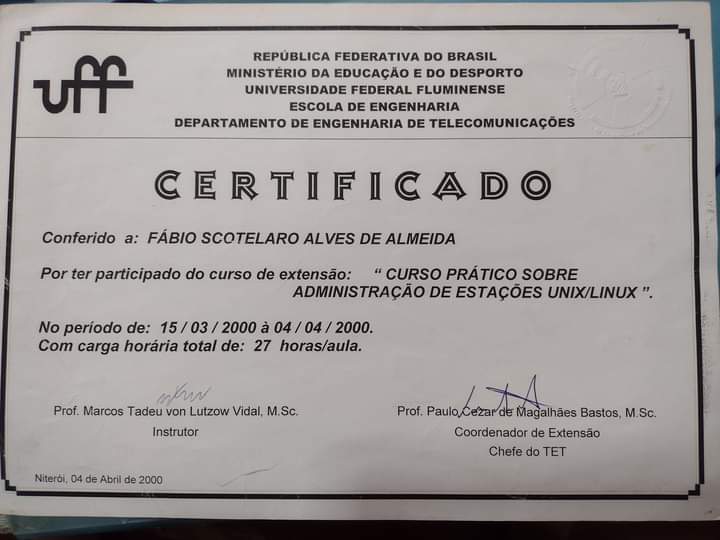 uff
REPÚBLICA FEDERATIVA DO BRASIL
MINISTÉRIO DA EDUCAÇÃO E DO DESPORTO
UNIVERSIDADE FEDERAL FLUMINENSE
ESCOLA DE ENGENHARIA
DEPARTAMENTO DE ENGENHARIA DE TELECOMUNICAÇÕES
CERTIFICADO
Conferido a: FÁBIO SCOTELARO ALVES DE ALMEIDA
Por ter participado do curso de extensão: “ CURSO PRÁTICO SOBRE
ADMINISTRAÇÃO DE ESTAÇÕES UNIX/LINUX ”.
No período de: 15 / 03 / 2000 à 04 / 04 / 2000.
Com carga horária total de: 27 horas/aula.
Prof. Marcos Tadeu von Lutzow Vidal, M.Sc.
Instrutor
Prof. Paulo Cezar de Magalhães Bastos, M.Sc.
Coordenador de Extensão
Chefe do TET
Niterói, 04 de Abril de 2000